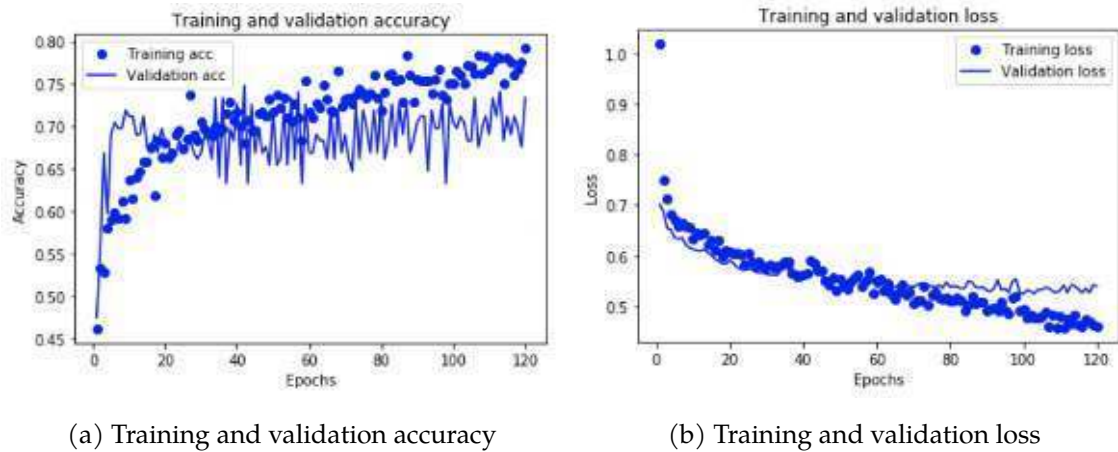 Training and validation accuracy
0.80
0.75
0.70
0.65
0.60
0.55
0.50
0.45
Accuracy
Training acc
Validation acc
0 20 40 60 80 100 120
Epochs
(a) Training and validation accuracy
Training and validation loss
1.0
0.9
0.8
0.7
0.6
0.5
Loss
Training loss
Validation loss
0 20 40 60 80 100 120
Epochs
(b) Training and validation loss